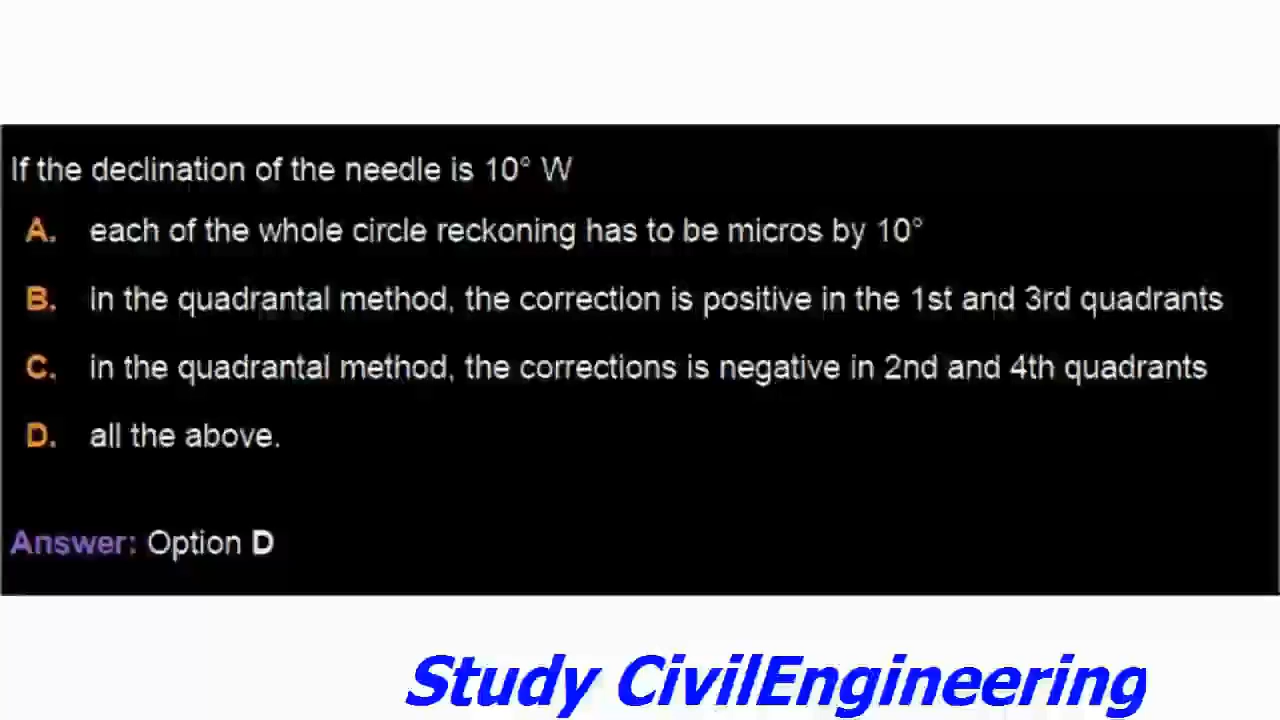 If the declination of the needle is 10° W
A. each of the whole circle reckoning has to be micros by 10°
B. in the quadrantal method, the correction is positive in the 1st and 3rd quadrants
C. in the quadrantal method, the corrections is negative in 2nd and 4th quadrants
D. all the above.
Answer: Option D
Study CivilEngineering